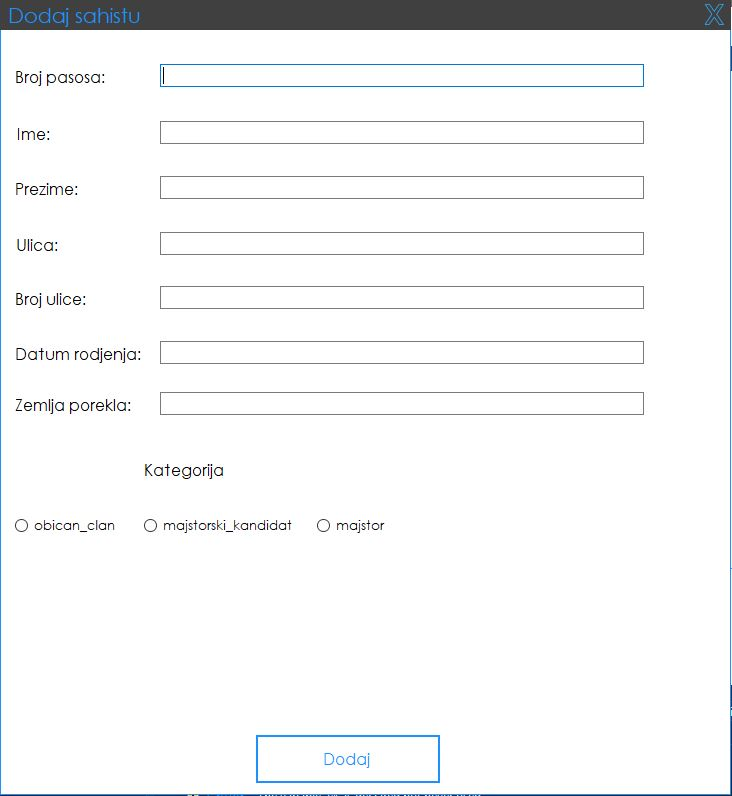 Dodaj sahistu X
Broj pasosa:
Ime:
Prezime:
Ulica:
Broj ulice:
Datum rodjenja:
Zemlja porekla:
Kategorija
obican_clan majstorski_kandidat majstor
Dodaj